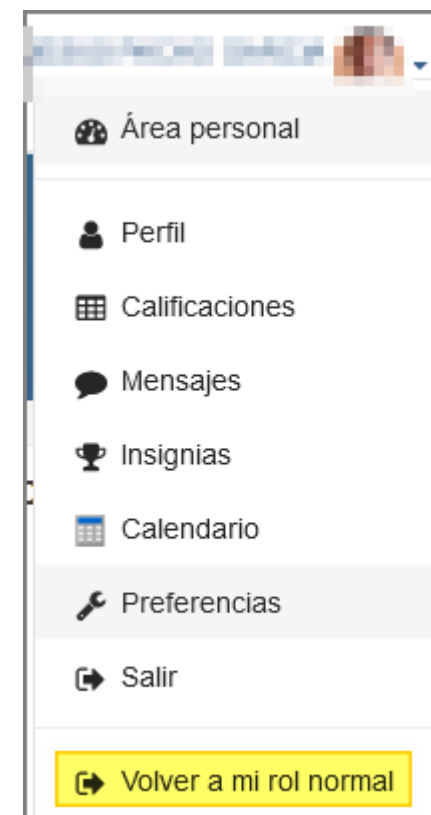 Área personal
Perfil
Calificaciones
Mensajes
Insignias
Calendario
Preferencias
Salir
Volver a mi rol normal